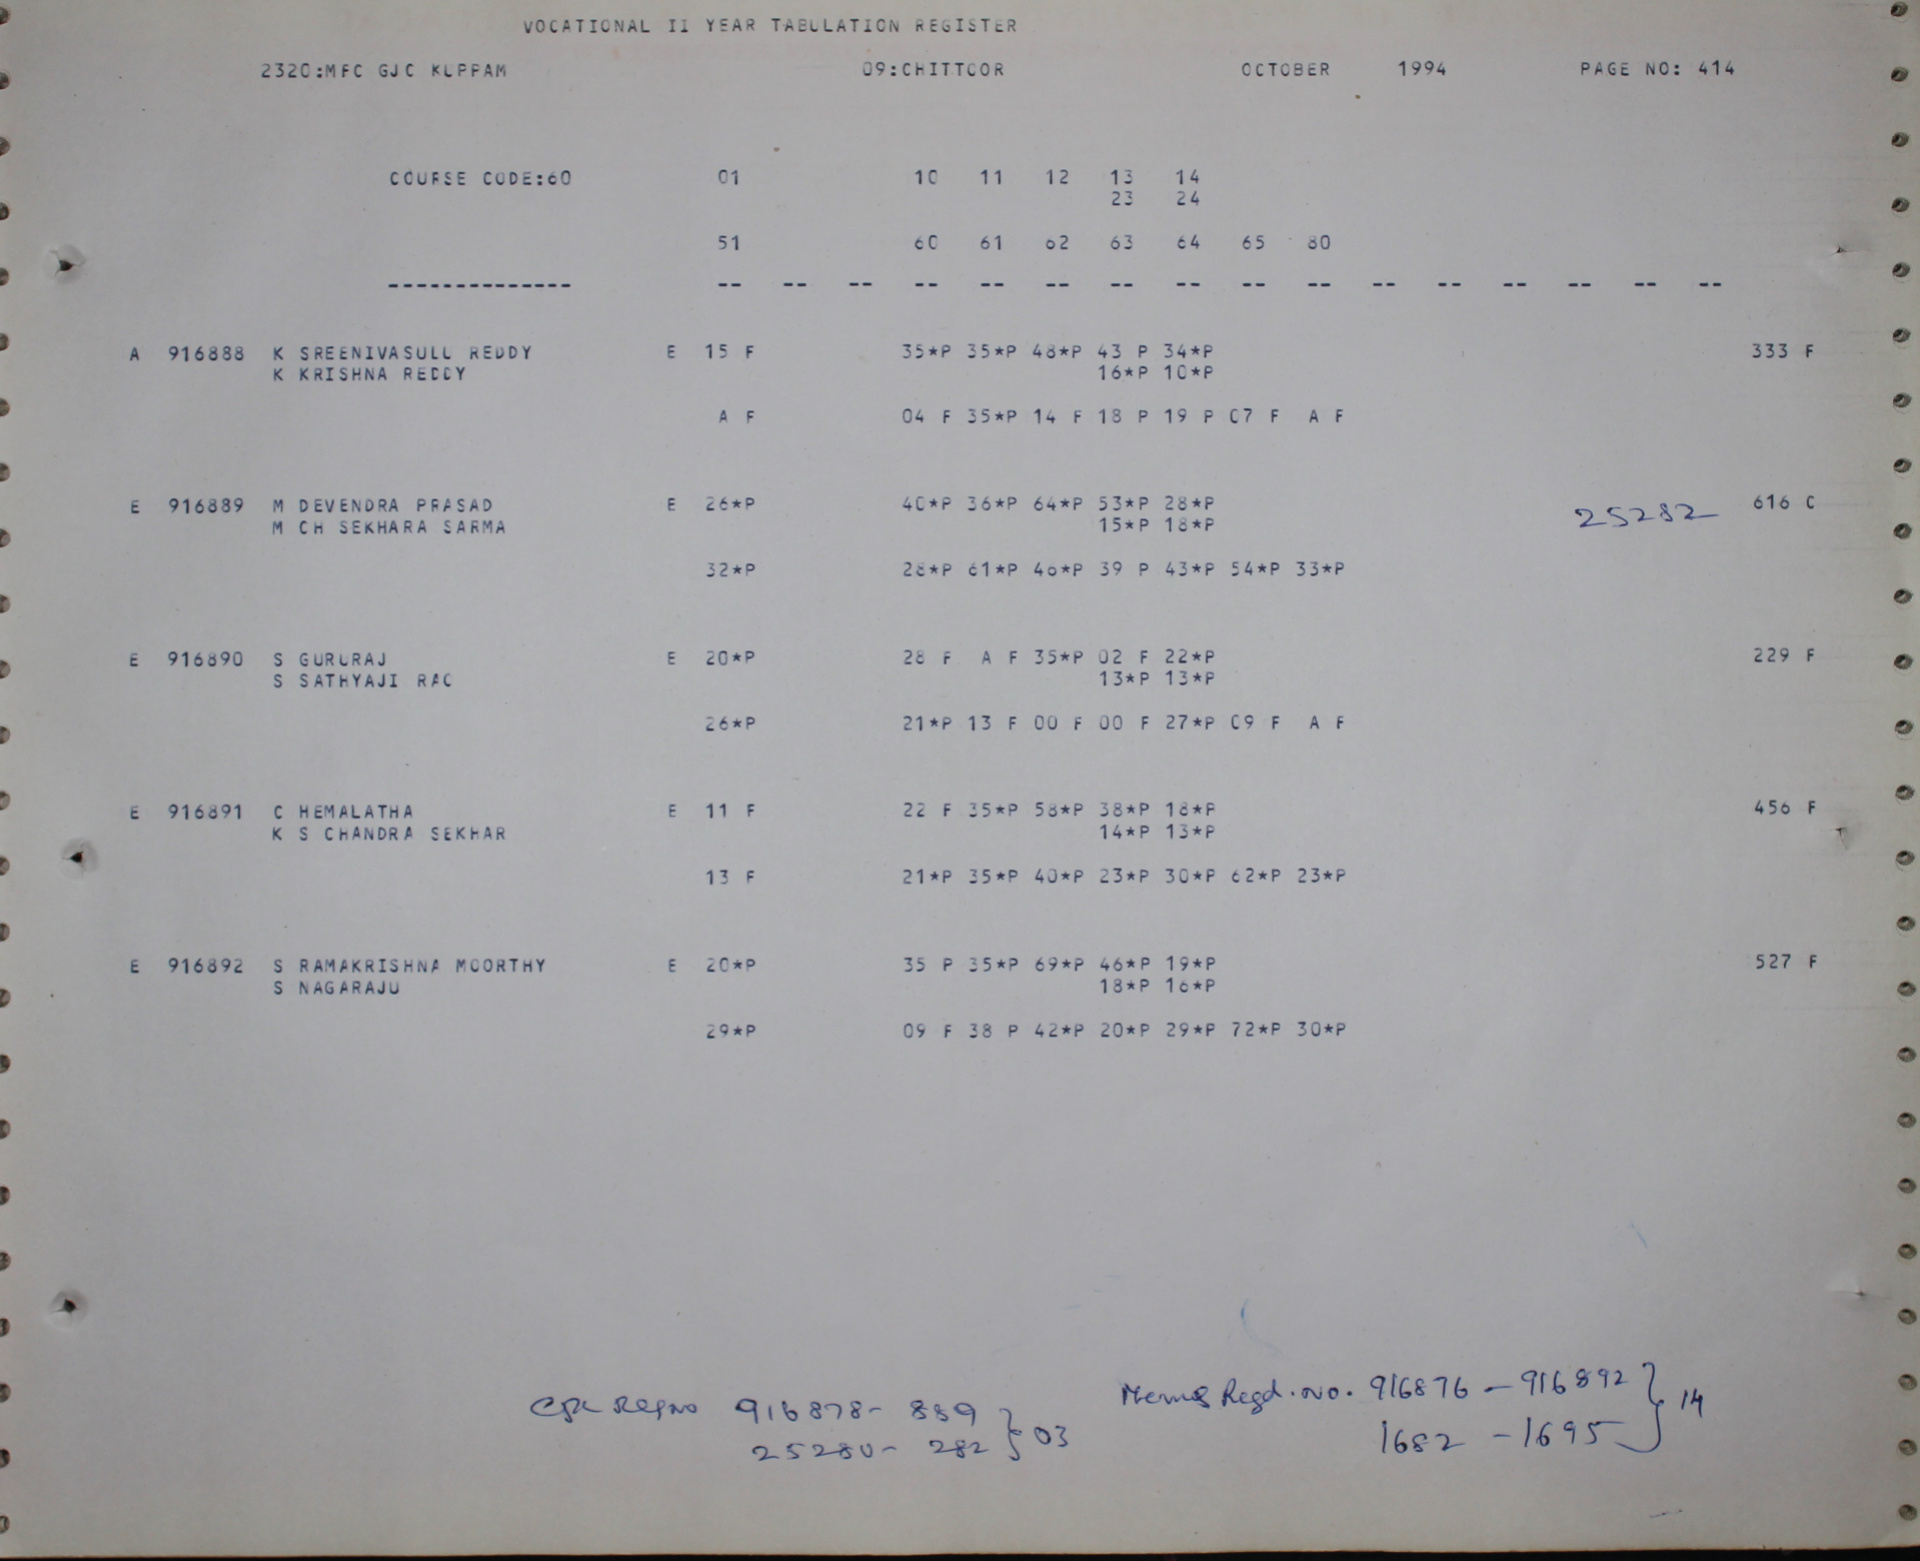 VOCATIONAL II YEAR TABULATION REGISTER
2320:MFC GJC KUPPAM 09:CHITTOOR OCTOBER 1994 PAGE NO: 414
COURSE CODE:60 01 10 11 12 13 14
23 24
51 60 61 62 63 64 65 80
-------------- -- -- -- -- -- -- -- -- -- -- -- -- -- -- -- --
A 916888 K SREENIVASULU REDDY E 15 F 35*P 35*P 48*P 43 P 34*P 333 F
K KRISHNA REDDY 16*P 10*P
A F 04 F 35*P 14 F 18 P 19 P 07 F A F
E 916889 M DEVENDRA PRASAD E 26*P 40*P 36*P 64*P 53*P 28*P 25282 616 C
M CH SEKHARA SARMA 15*P 18*P
32*P 28*P 61*P 46*P 39 P 43*P 54*P 33*P
E 916890 S GURURAJ E 20*P 28 F A F 35*P 02 F 22*P 229 F
S SATHYAJI RAO 13*P 13*P
26*P 21*P 13 F 00 F 00 F 27*P 09 F A F
E 916891 C HEMALATHA E 11 F 22 F 35*P 58*P 38*P 18*P 456 F
K S CHANDRA SEKHAR 14*P 13*P
13 F 21*P 35*P 40*P 23*P 30*P 62*P 23*P
E 916892 S RAMAKRISHNA MOORTHY E 20*P 35 P 35*P 69*P 46*P 19*P 527 F
S NAGARAJU 18*P 16*P
29*P 09 F 38 P 42*P 20*P 29*P 72*P 30*P
Regno 916878- 889 } 03
25280- 282
Memos Regd.no. 916876 - 916892 } 14
1682 - 1695